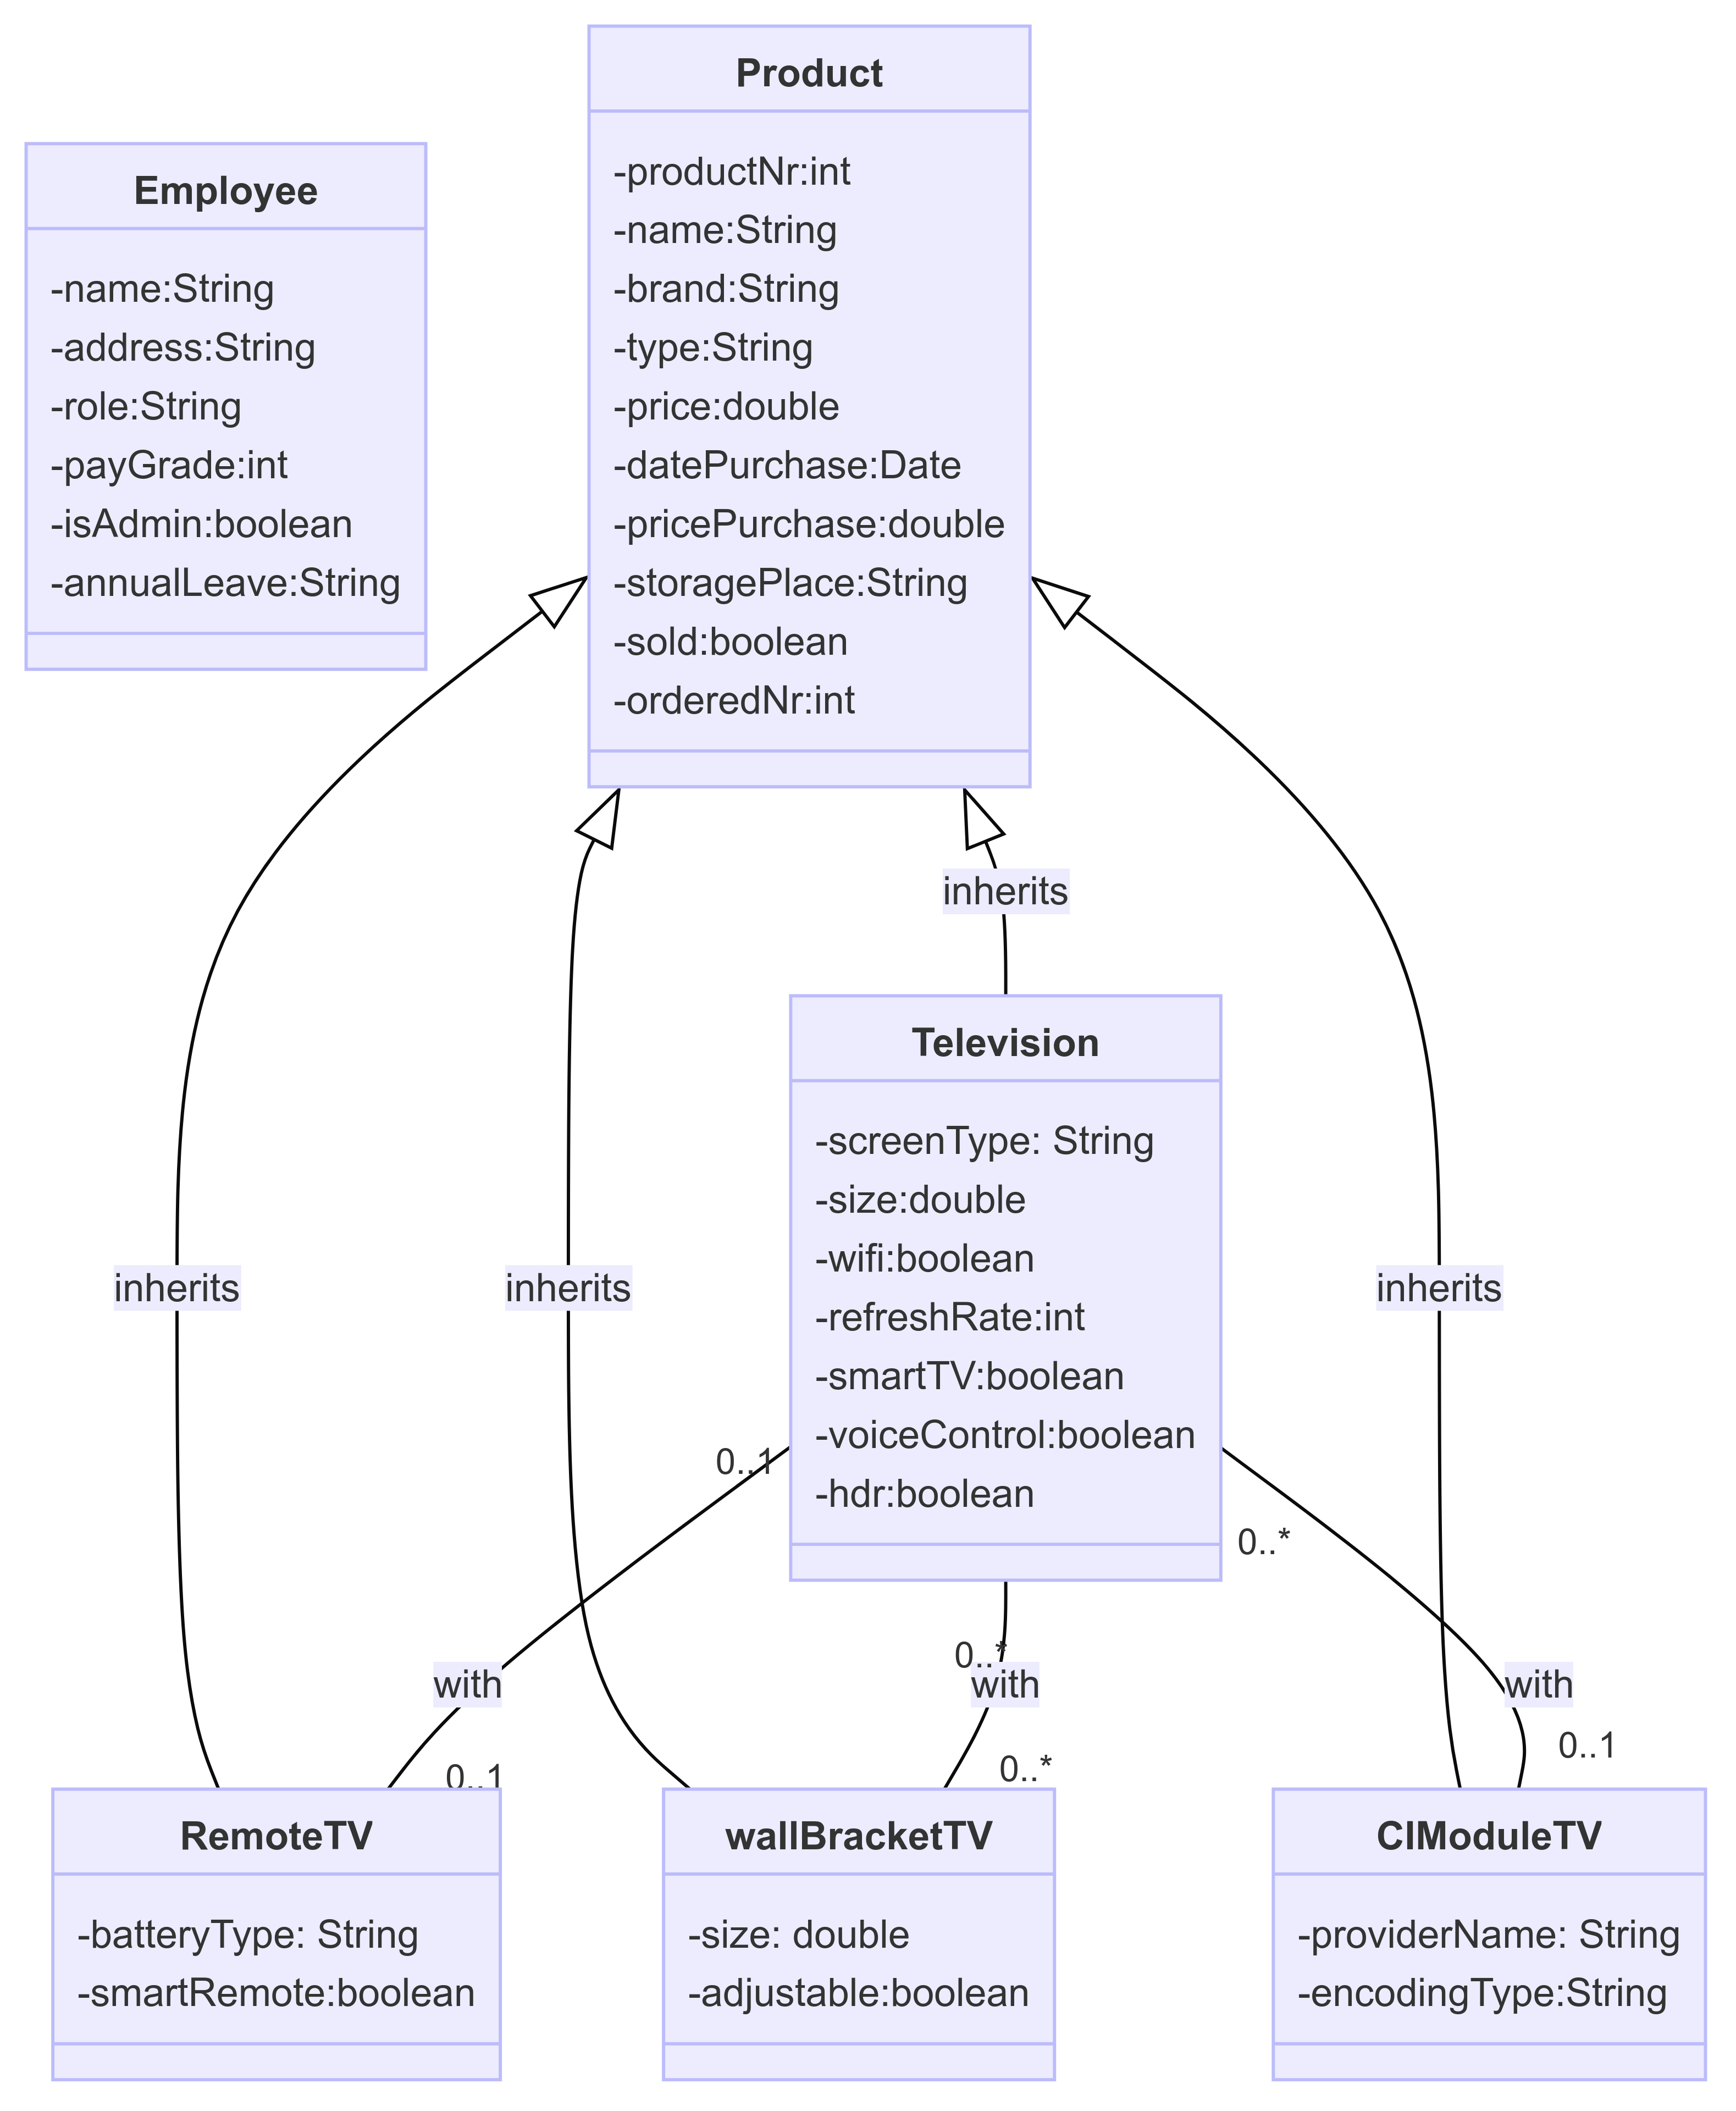 Product
-productNr:int
-name:String
-brand:String
-type:String
-price:double
-datePurchase:Date
-pricePurchase:double
-storagePlace:String
-sold:boolean
-orderedNr:int
Employee
-name:String
-address:String
-role:String
-payGrade:int
-isAdmin:boolean
-annualLeave:String
inherits
Television
-screenType: String
-size:double
-wifi:boolean
-refreshRate:int
-smartTV:boolean
-voiceControl:boolean
-hdr:boolean
inherits
inherits
inherits
0..1
0..*
0..*
with
with
with
0..1
0..*
0..1
RemoteTV
-batteryType: String
-smartRemote:boolean
wallBracketTV
-size: double
-adjustable:boolean
CIModuleTV
-providerName: String
-encodingType:String